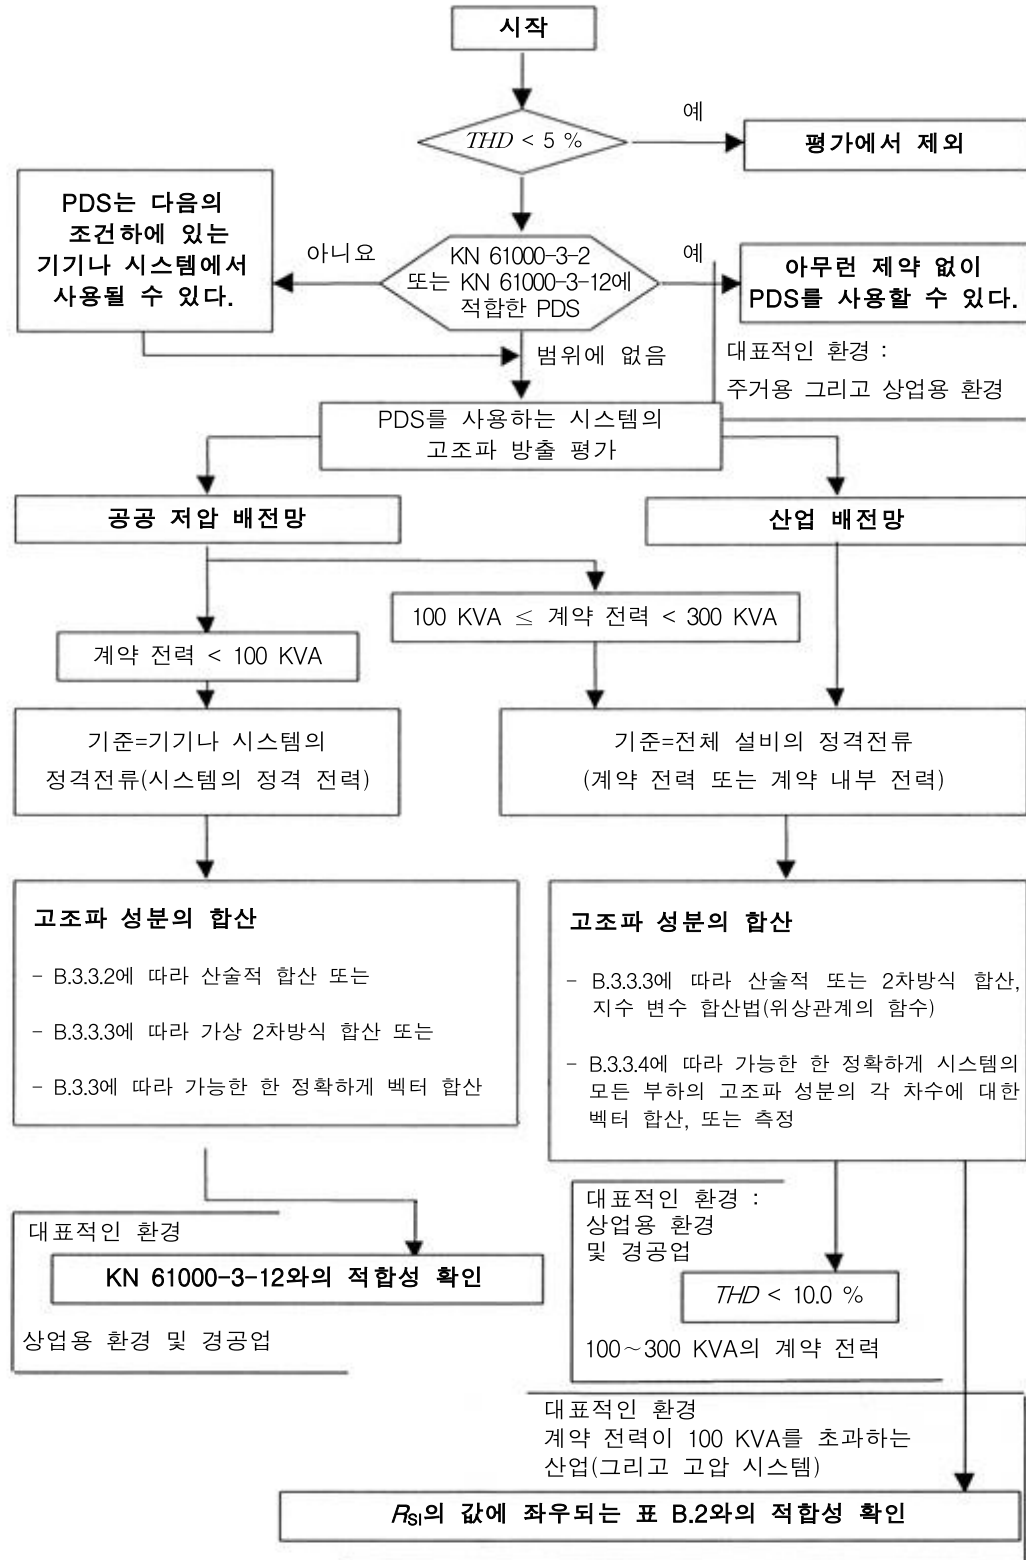 시작
THD < 5 %
예
평가에서 제외
PDS는 다음의
조건하에 있는
기기나 시스템에서
사용될 수 있다.
아니요
KN 61000-3-2
또는 KN 61000-3-12에
적합한 PDS
예
아무런 제약 없이
PDS를 사용할 수 있다.
범위에 없음
대표적인 환경 :
주거용 그리고 상업용 환경
PDS를 사용하는 시스템의
고조파 방출 평가
공공 저압 배전망
산업 배전망
100 KVA ≤ 계약 전력 < 300 KVA
계약 전력 < 100 KVA
기준=기기나 시스템의
정격전류(시스템의 정격 전력)
기준=전체 설비의 정격전류
(계약 전력 또는 계약 내부 전력)
고조파 성분의 합산
- B.3.3.2에 따라 산술적 합산 또는
- B.3.3.3에 따라 가상 2차방식 합산 또는
- B.3.3에 따라 가능한 한 정확하게 벡터 합산
고조파 성분의 합산
- B.3.3.3에 따라 산술적 또는 2차방식 합산,
지수 변수 합산법(위상관계의 함수)
- B.3.3.4에 따라 가능한 한 정확하게 시스템의
모든 부하의 고조파 성분의 각 차수에 대한
벡터 합산, 또는 측정
대표적인 환경
KN 61000-3-12와의 적합성 확인
상업용 환경 및 경공업
대표적인 환경 :
상업용 환경
및 경공업
THD < 10.0 %
100~300 KVA의 계약 전력
대표적인 환경
계약 전력이 100 KVA를 초과하는
산업(그리고 고압 시스템)
RSI의 값에 좌우되는 표 B.2와의 적합성 확인